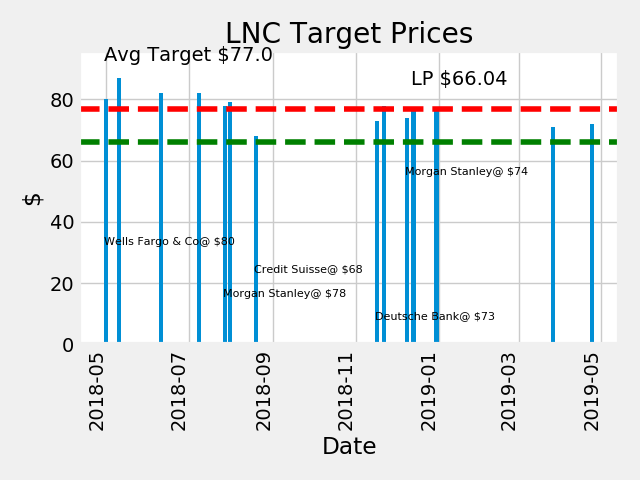 LNC Target Prices
Avg Target $77.0
LP $66.04
80
60
40
20
0
$
Morgan Stanley@ $74
Wells Fargo & Co@ $80
Credit Suisse@ $68
Morgan Stanley@ $78
Deutsche Bank@ $73
2018-05
2018-07
2018-09
2018-11
2019-01
2019-03
2019-05
Date